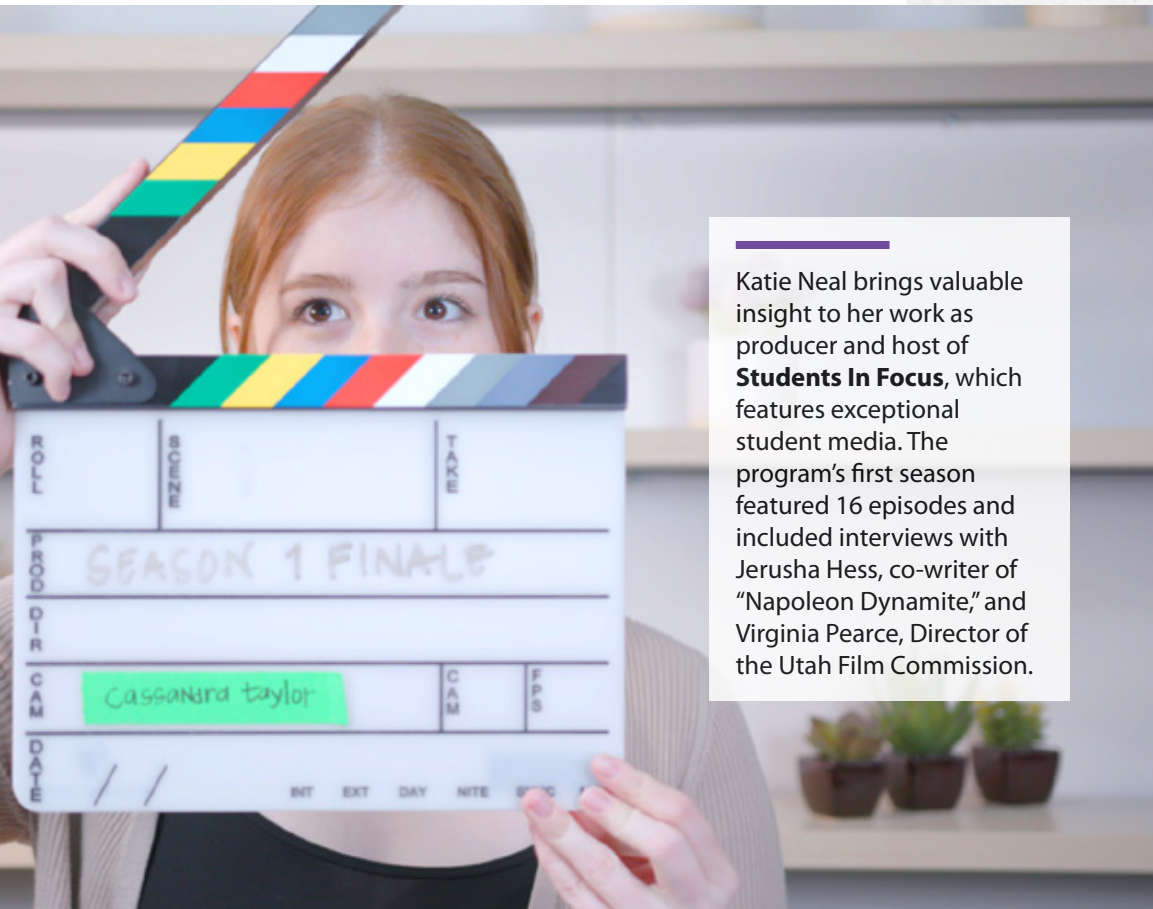 ROLL
SCENE
TAKE
PROD
SEASON 1 FINALE
DIR
CAM
Cassandra taylor
CAM
FPS
DATE
/ /
INT EXT DAY NITE
Katie Neal brings valuable
insight to her work as
producer and host of
Students In Focus, which
features exceptional
student media. The
program’s first season
featured 16 episodes and
included interviews with
Jerusha Hess, co-writer of
“Napoleon Dynamite,” and
Virginia Pearce, Director of
the Utah Film Commission.